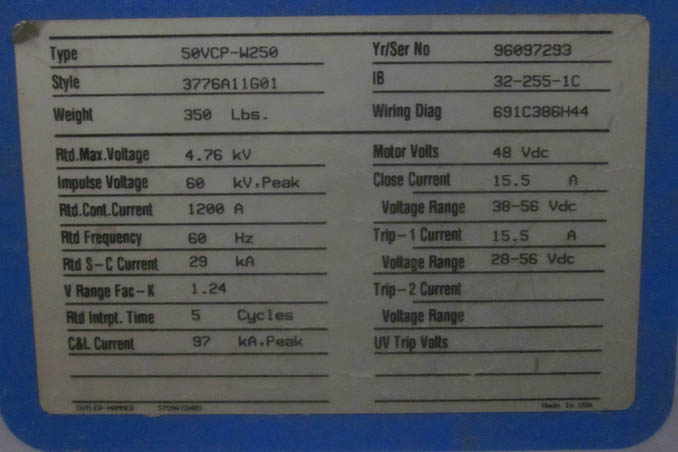 Type 50VCP-W250 Yr/Ser No 96097293
Style 3776A11G01 IB 32-255-1C
Weight 350 Lbs. Wiring Diag 691C386H44
Rtd.Max.Voltage 4.76 kV Motor Volts 48 Vdc
Impulse Voltage 60 kV,Peak Close Current 15.5 A
Rtd.Cont.Current 1200 A Voltage Range 38-56 Vdc
Rtd Frequency 60 Hz Trip-1 Current 15.5 A
Rtd S-C Current 29 kA Voltage Range 28-56 Vdc
V Range Fac-K 1.24 Trip-2 Current
Rtd Intrpt. Time 5 Cycles Voltage Range
C&L Current 97 kA,Peak UV Trip Volts
CUTLER-HAMMER Made In USA